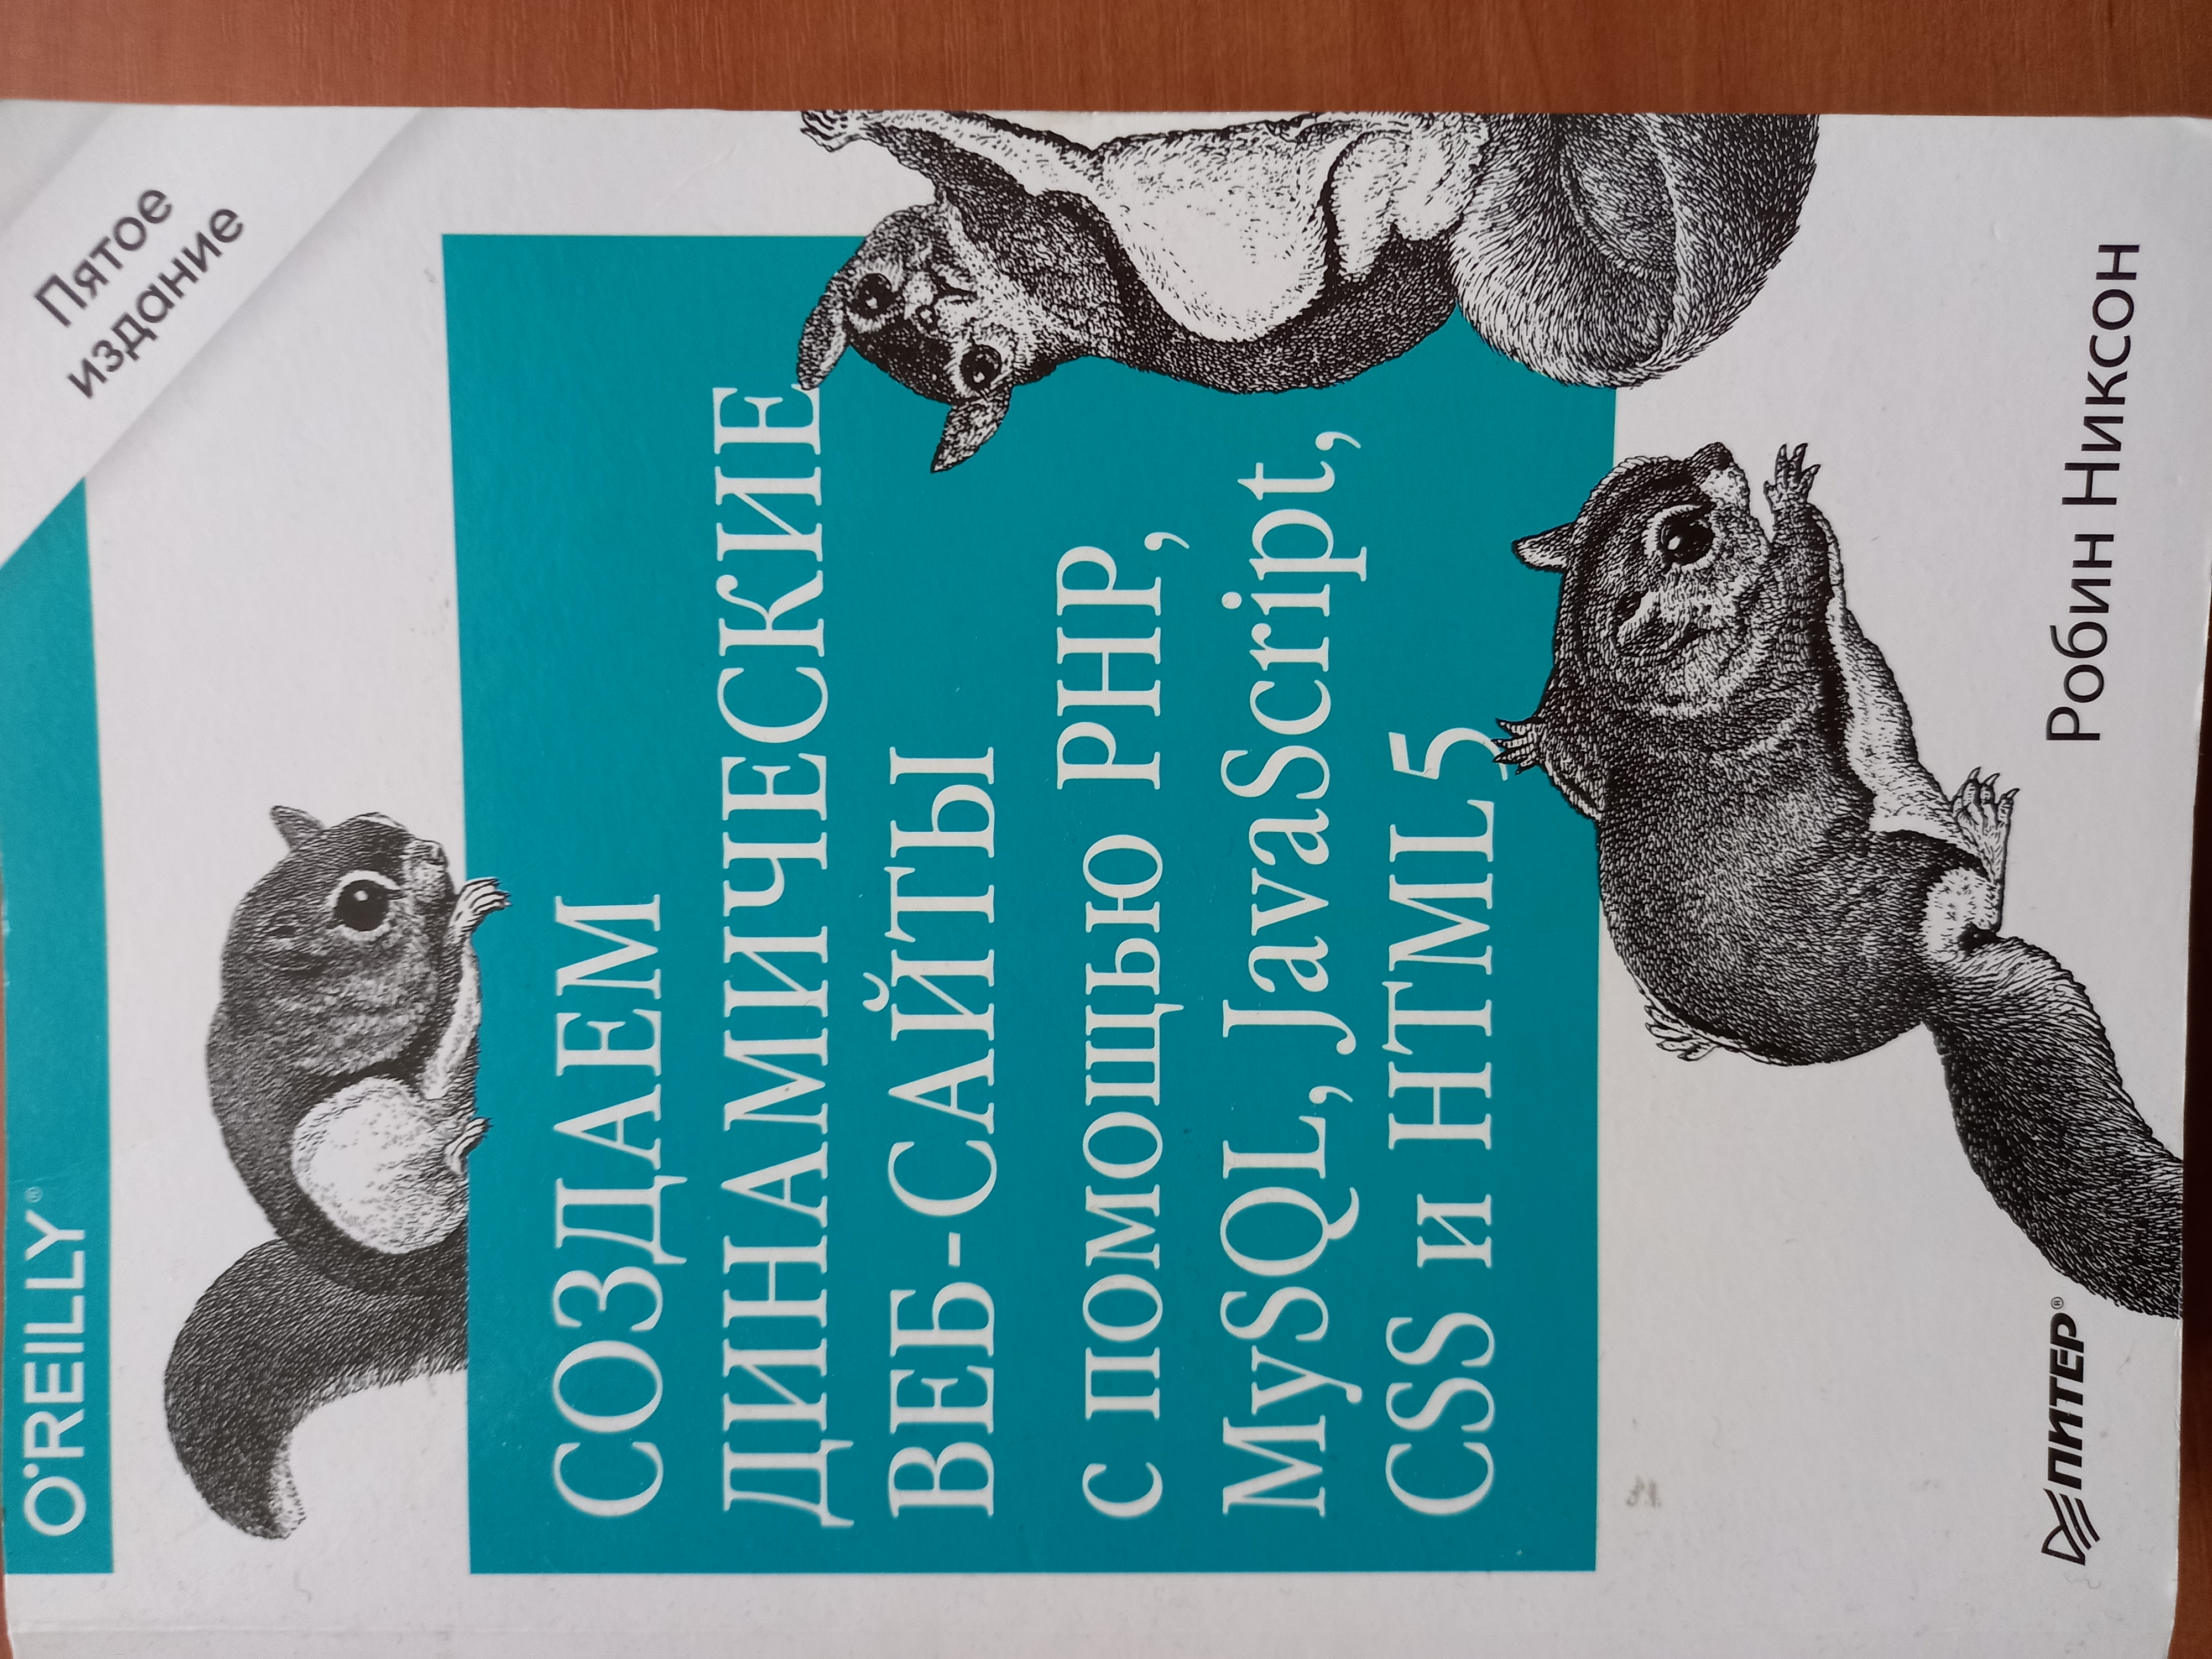 O'REILLY®
Пятое
издание
СОЗДАЕМ
ДИНАМИЧЕСКИЕ
ВЕБ-САЙТЫ
с помощью PHP,
MySQL, JavaScript,
CSS и HTML5
ПИТЕР®
Робин Никсон